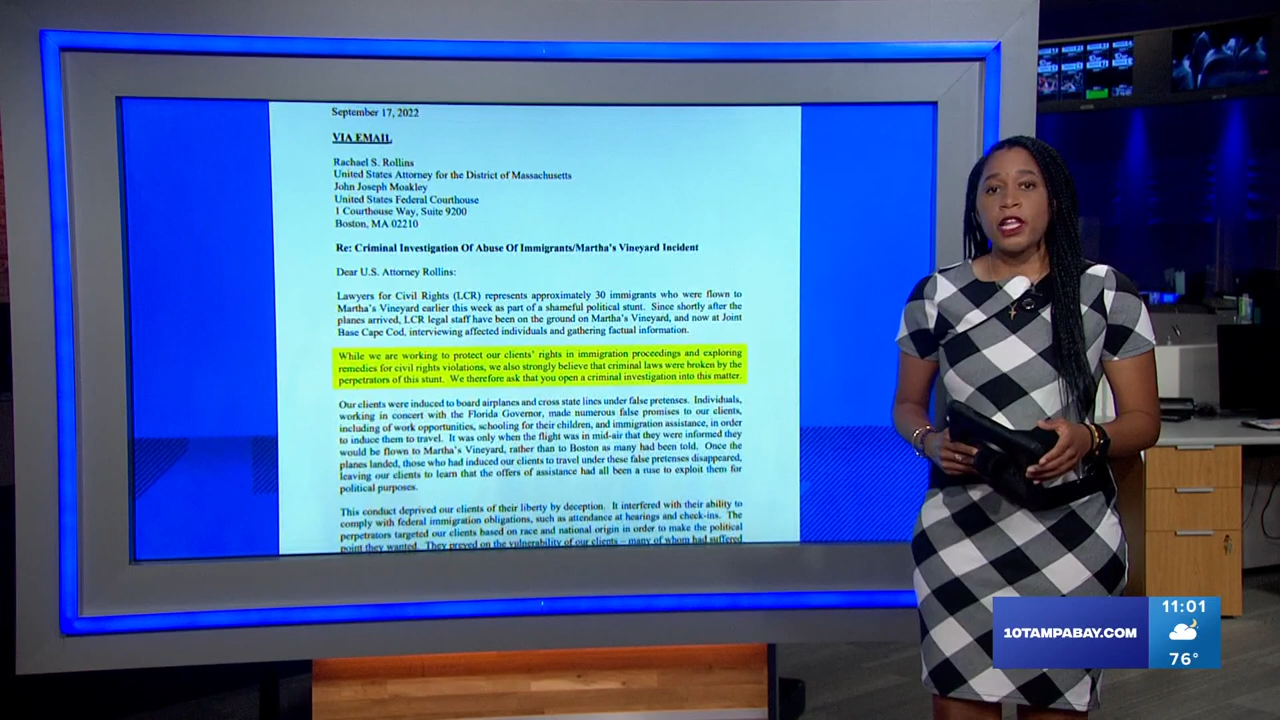 September 17, 2022
VIA EMAIL
Rachael S. Rollins
United States Attorney for the District of Massachusetts
John Joseph Moakley
United States Federal Courthouse
1 Courthouse Way, Suite 9200
Boston, MA 02210
Re: Criminal Investigation Of Abuse Of Immigrants/Martha's Vineyard Incident
Dear U.S. Attorney Rollins:
Lawyers for Civil Rights (LCR) represents approximately 30 immigrants who were flown to
Martha's Vineyard earlier this week as part of a shameful political stunt. Since shortly after the
planes arrived, LCR legal staff have been on the ground on Martha's Vineyard, and now at Joint
Base Cape Cod, interviewing affected individuals and gathering factual information.
While we are working to protect our clients' rights in immigration proceedings and exploring
remedies for civil rights violations, we also strongly believe that criminal laws were broken by the
perpetrators of this stunt. We therefore ask that you open a criminal investigation into this matter.
Our clients were induced to board airplanes and cross state lines under false pretenses. Individuals,
working in concert with the Florida Governor, made numerous false promises to our clients,
including of work opportunities, schooling for their children, and immigration assistance, in order
to induce them to travel. It was only when the flight was in mid-air that they were informed they
would be flown to Martha's Vineyard, rather than to Boston as many had been told. Once the
planes landed, those who had induced our clients to travel under these false pretenses disappeared,
leaving our clients to learn that the offers of assistance had all been a ruse to exploit them for
political purposes.
This conduct deprived our clients of their liberty by deception. It interfered with their ability to
comply with federal immigration obligations, such as attendance at hearings and check-ins. The
perpetrators targeted our clients based on race and national origin in order to make the political
point they wanted. They preyed on the vulnerability of our clients – many of whom had suffered
10TAMPABAY.COM
11:01
76°